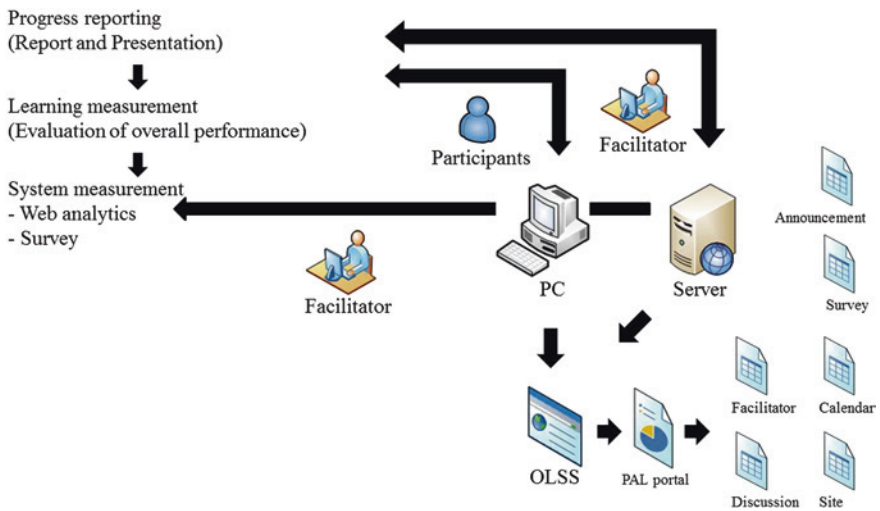 Progress reporting
(Report and Presentation)
Learning measurement
(Evaluation of overall performance)
System measurement
- Web analytics
- Survey
Participants
Facilitator
Facilitator
PC
Server
Announcement
Survey
Facilitator
Calendar
OLSS
PAL portal
Discussion
Site